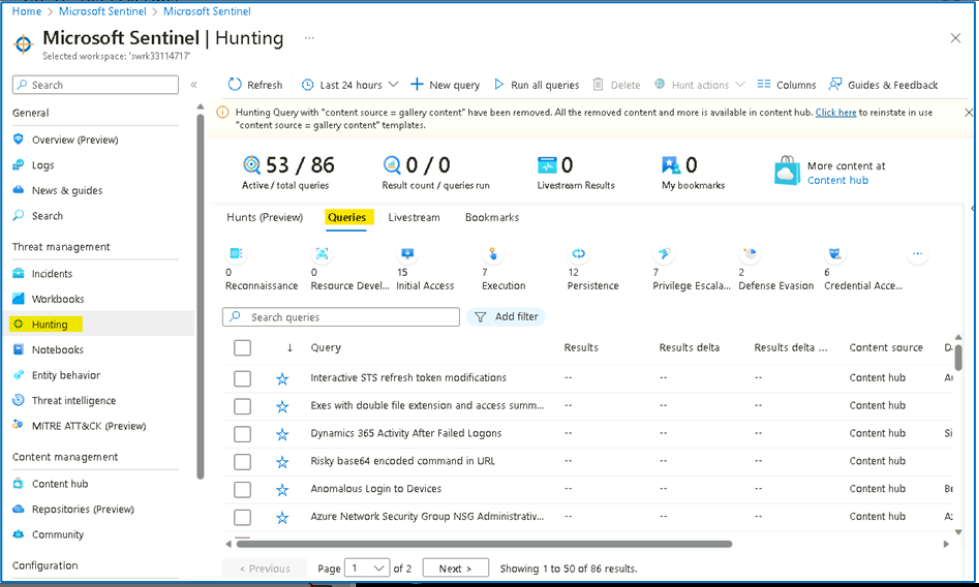 Home > Microsoft Sentinel > Microsoft Sentinel
Microsoft Sentinel | Hunting ...
Selected workspace: 'swrk33114717'
Search «
Refresh Last 24 hours New query Run all queries Delete Hunt actions Columns Guides & Feedback
Hunting Query with "content source = gallery content" have been removed. All the removed content and more is available in content hub. Click here to reinstate in use
"content source = gallery content" templates.
General
Overview (Preview)
Logs
News & guides
Search
Threat management
Incidents
Workbooks
Hunting
Notebooks
Entity behavior
Threat intelligence
MITRE ATT&CK (Preview)
Content management
Content hub
Repositories (Preview)
Community
Configuration
53 / 86 0 / 0 0 0
Active / total queries Result count / queries run Livestream Results My bookmarks
More content at
Content hub
Hunts (Preview) Queries Livestream Bookmarks
0 0 15 7 12 7 2 6 ...
Reconnaissance Resource Devel... Initial Access Execution Persistence Privilege Escala... Defense Evasion Credential Acce...
Search queries Add filter
↓ Query Results Results delta Results delta ... Content source D
Interactive STS refresh token modifications -- -- -- Content hub
Exes with double file extension and access summ... -- -- -- Content hub
Dynamics 365 Activity After Failed Logons -- -- -- Content hub Si
Risky base64 encoded command in URL -- -- -- Content hub
Anomalous Login to Devices -- -- -- Content hub
Azure Network Security Group NSG Administrativ... -- -- -- Content hub
< Previous Page 1 of 2 Next > Showing 1 to 50 of 86 results.